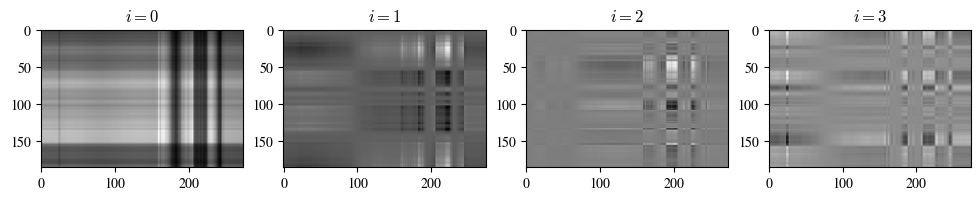 i = 0 i = 1 i = 2 i = 3
0 0 0 0
50 50 50 50
100 100 100 100
150 150 150 150
0 100 200 0 100 200 0 100 200 0 100 200